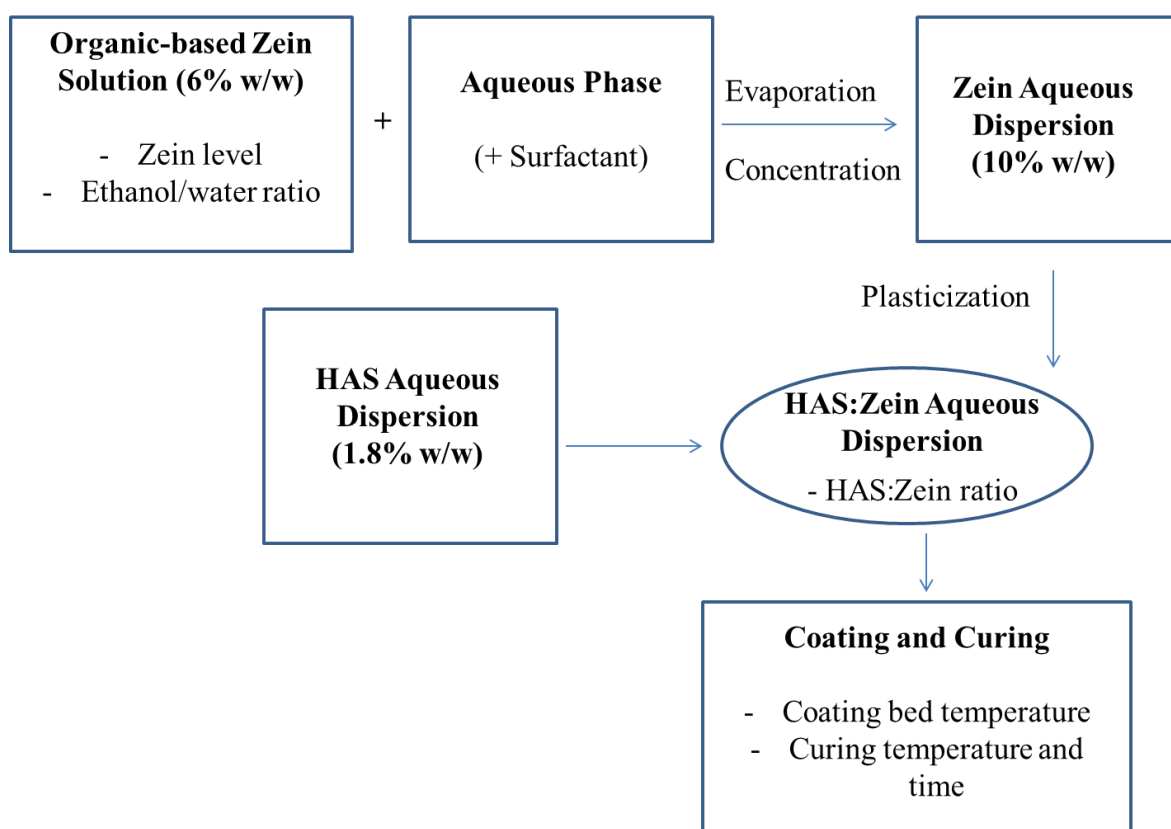 Organic-based Zein
Solution (6% w/w)
- Zein level
- Ethanol/water ratio
+
Aqueous Phase
(+ Surfactant)
Evaporation
Concentration
Zein Aqueous
Dispersion
(10% w/w)
Plasticization
HAS Aqueous
Dispersion
(1.8% w/w)
HAS:Zein Aqueous
Dispersion
- HAS:Zein ratio
Coating and Curing
- Coating bed temperature
- Curing temperature and
time